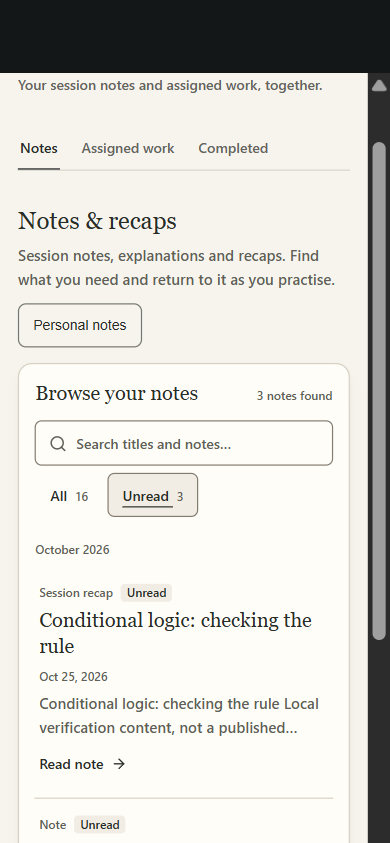 Your session notes and assigned work, together.
Notes Assigned work Completed
Notes & recaps
Session notes, explanations and recaps. Find
what you need and return to it as you practise.
Personal notes
Browse your notes 3 notes found
Search titles and notes...
All 16 Unread 3
October 2026
Session recap Unread
Conditional logic: checking the
rule
Oct 25, 2026
Conditional logic: checking the rule Local
verification content, not a published...
Read note →
Note Unread